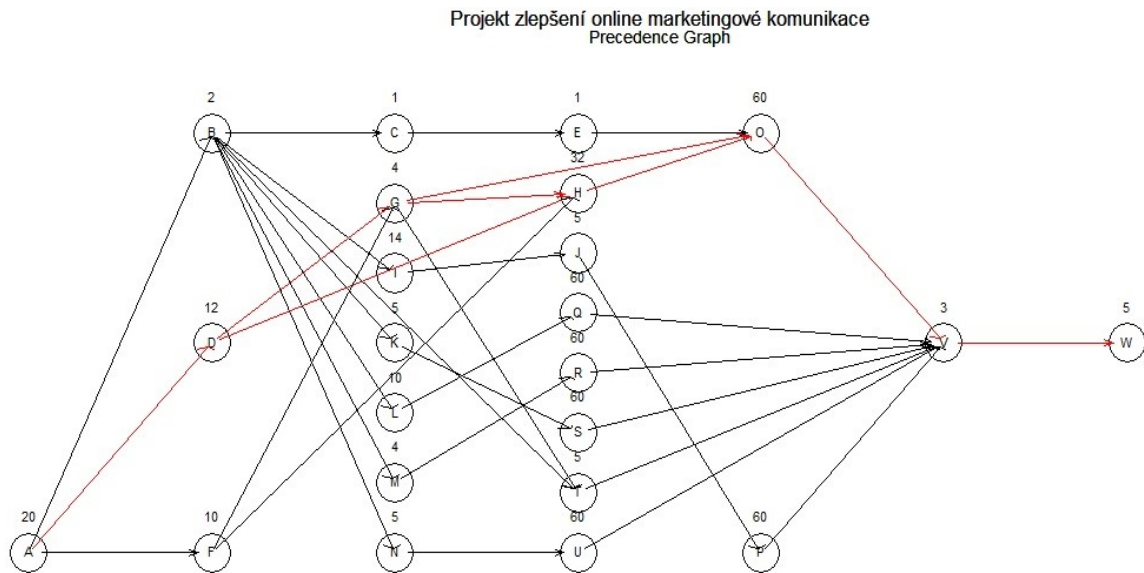 Projekt zlepšení online marketingové komunikace
Precedence Graph
2 1 1 60
B C E O
4 32
G H
14 5
I J
60
Q
12 5 60 3 5
D K V W
10 R
L 60
S
4 5
M T
20 10 5 60 60
A F N U P